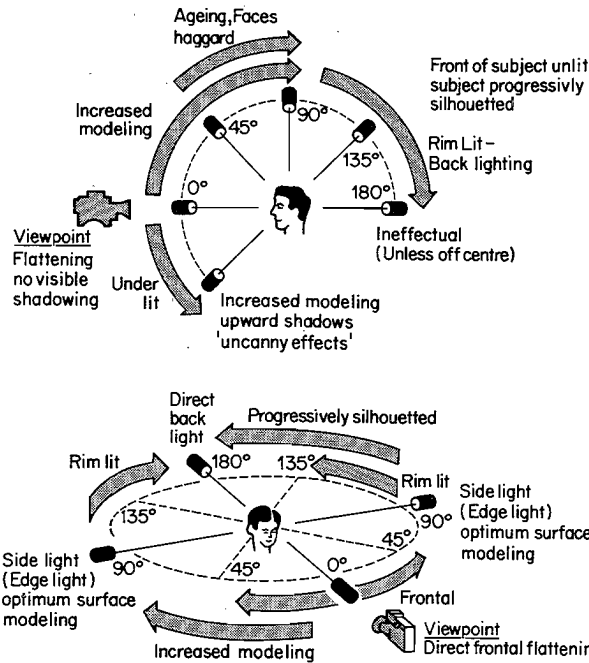 Ageing, Faces
haggard
Front of subject unlit
subject progressivly
silhouetted
Increased
modeling
45°
90°
135°
Rim Lit–
Back lighting
0°
180°
Viewpoint
Flattening
no visible
shadowing
Under
lit
Ineffectual
(Unless off centre)
Increased modeling
upward shadows
'uncanny effects'
Direct
back
light
Progressively silhouetted
Rim lit
180°
135°
Rim lit
Side light
(Edge light)
optimum surface
modeling
135°
90°
45°
Side light
(Edge light)
optimum surface
modeling
90°
45°
0°
Frontal
Increased modeling
Viewpoint
Direct frontal flattenin